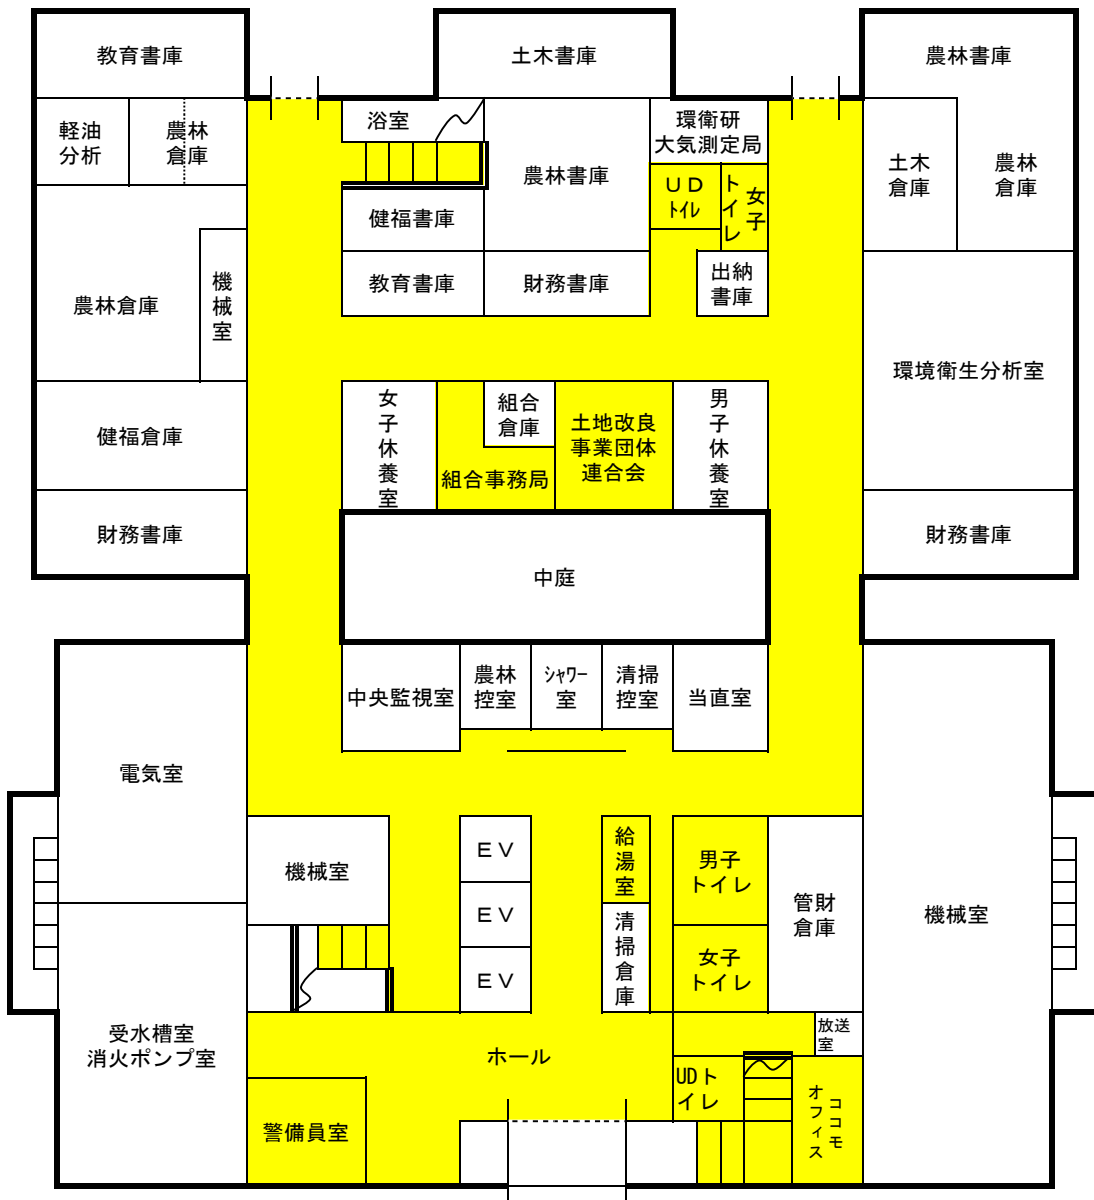 教育書庫
土木書庫
農林書庫
軽油
分析
農林
倉庫
浴室
環衛研
大気測定局
農林書庫
土木
倉庫
農林
倉庫
UD
ﾄｲﾚ
女子
トイレ
健福書庫
農林倉庫
機械室
教育書庫
財務書庫
出納
書庫
環境衛生分析室
女子休養室
組合
倉庫
組合事務局
土地改良
事業団体
連合会
男子休養室
健福倉庫
財務書庫
財務書庫
中庭
中央監視室
農林
控室
ｼｬﾜｰ
室
清掃
控室
当直室
電気室
機械室
EV
EV
EV
給湯室
清掃倉庫
男子
トイレ
女子
トイレ
管財
倉庫
機械室
受水槽室
消火ポンプ室
ホール
放送
室
UDト
イレ
ココモ
オフィス
警備員室